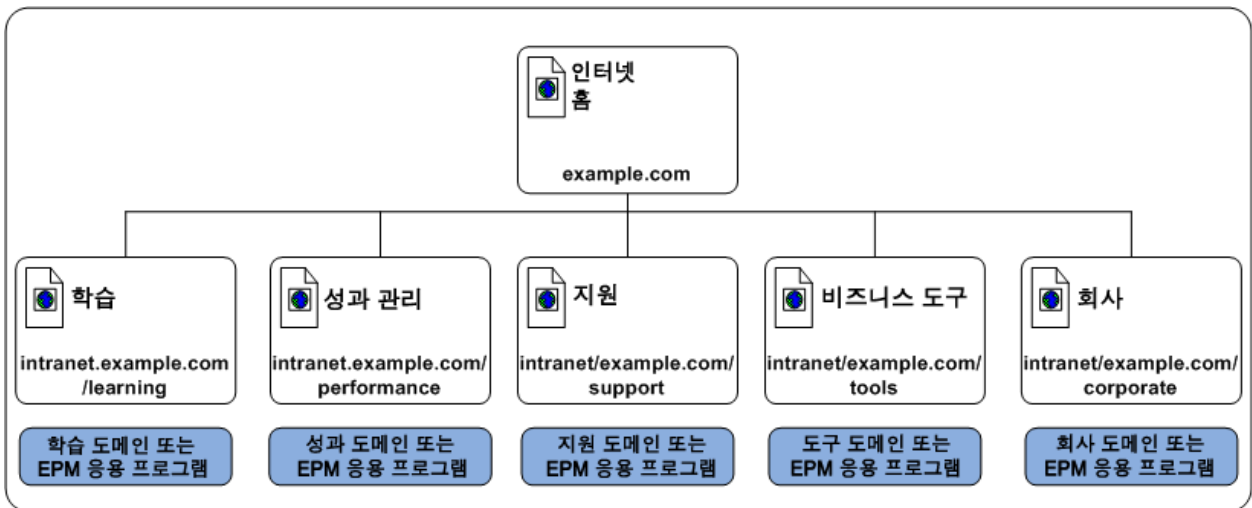 인터넷
홈
example.com
학습
intranet.example.com
/learning
학습 도메인 또는
EPM 응용 프로그램
성과 관리
intranet.example.com/
performance
성과 도메인 또는
EPM 응용 프로그램
지원
intranet/example.com/
support
지원 도메인 또는
EPM 응용 프로그램
비즈니스 도구
intranet/example.com/
tools
도구 도메인 또는
EPM 응용 프로그램
회사
intranet/example.com/
corporate
회사 도메인 또는
EPM 응용 프로그램